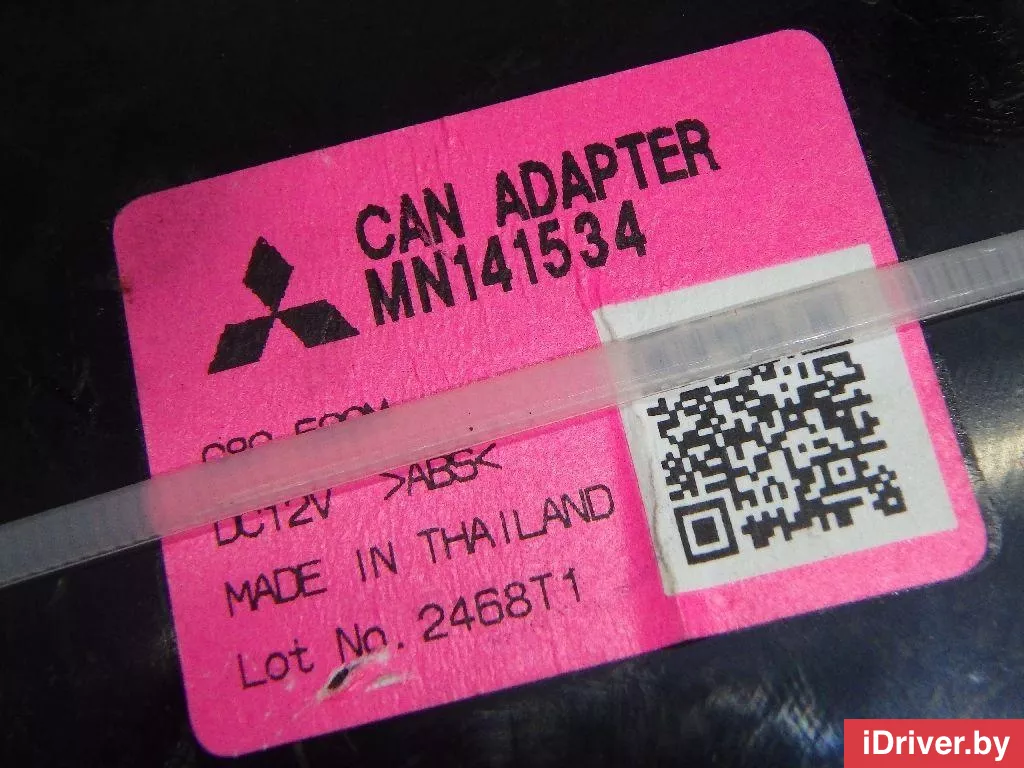 CAN ADAPTER
MN141534
DC12V >ABS<
MADE IN THAILAND
Lot No. 2468T1
iDriver.by